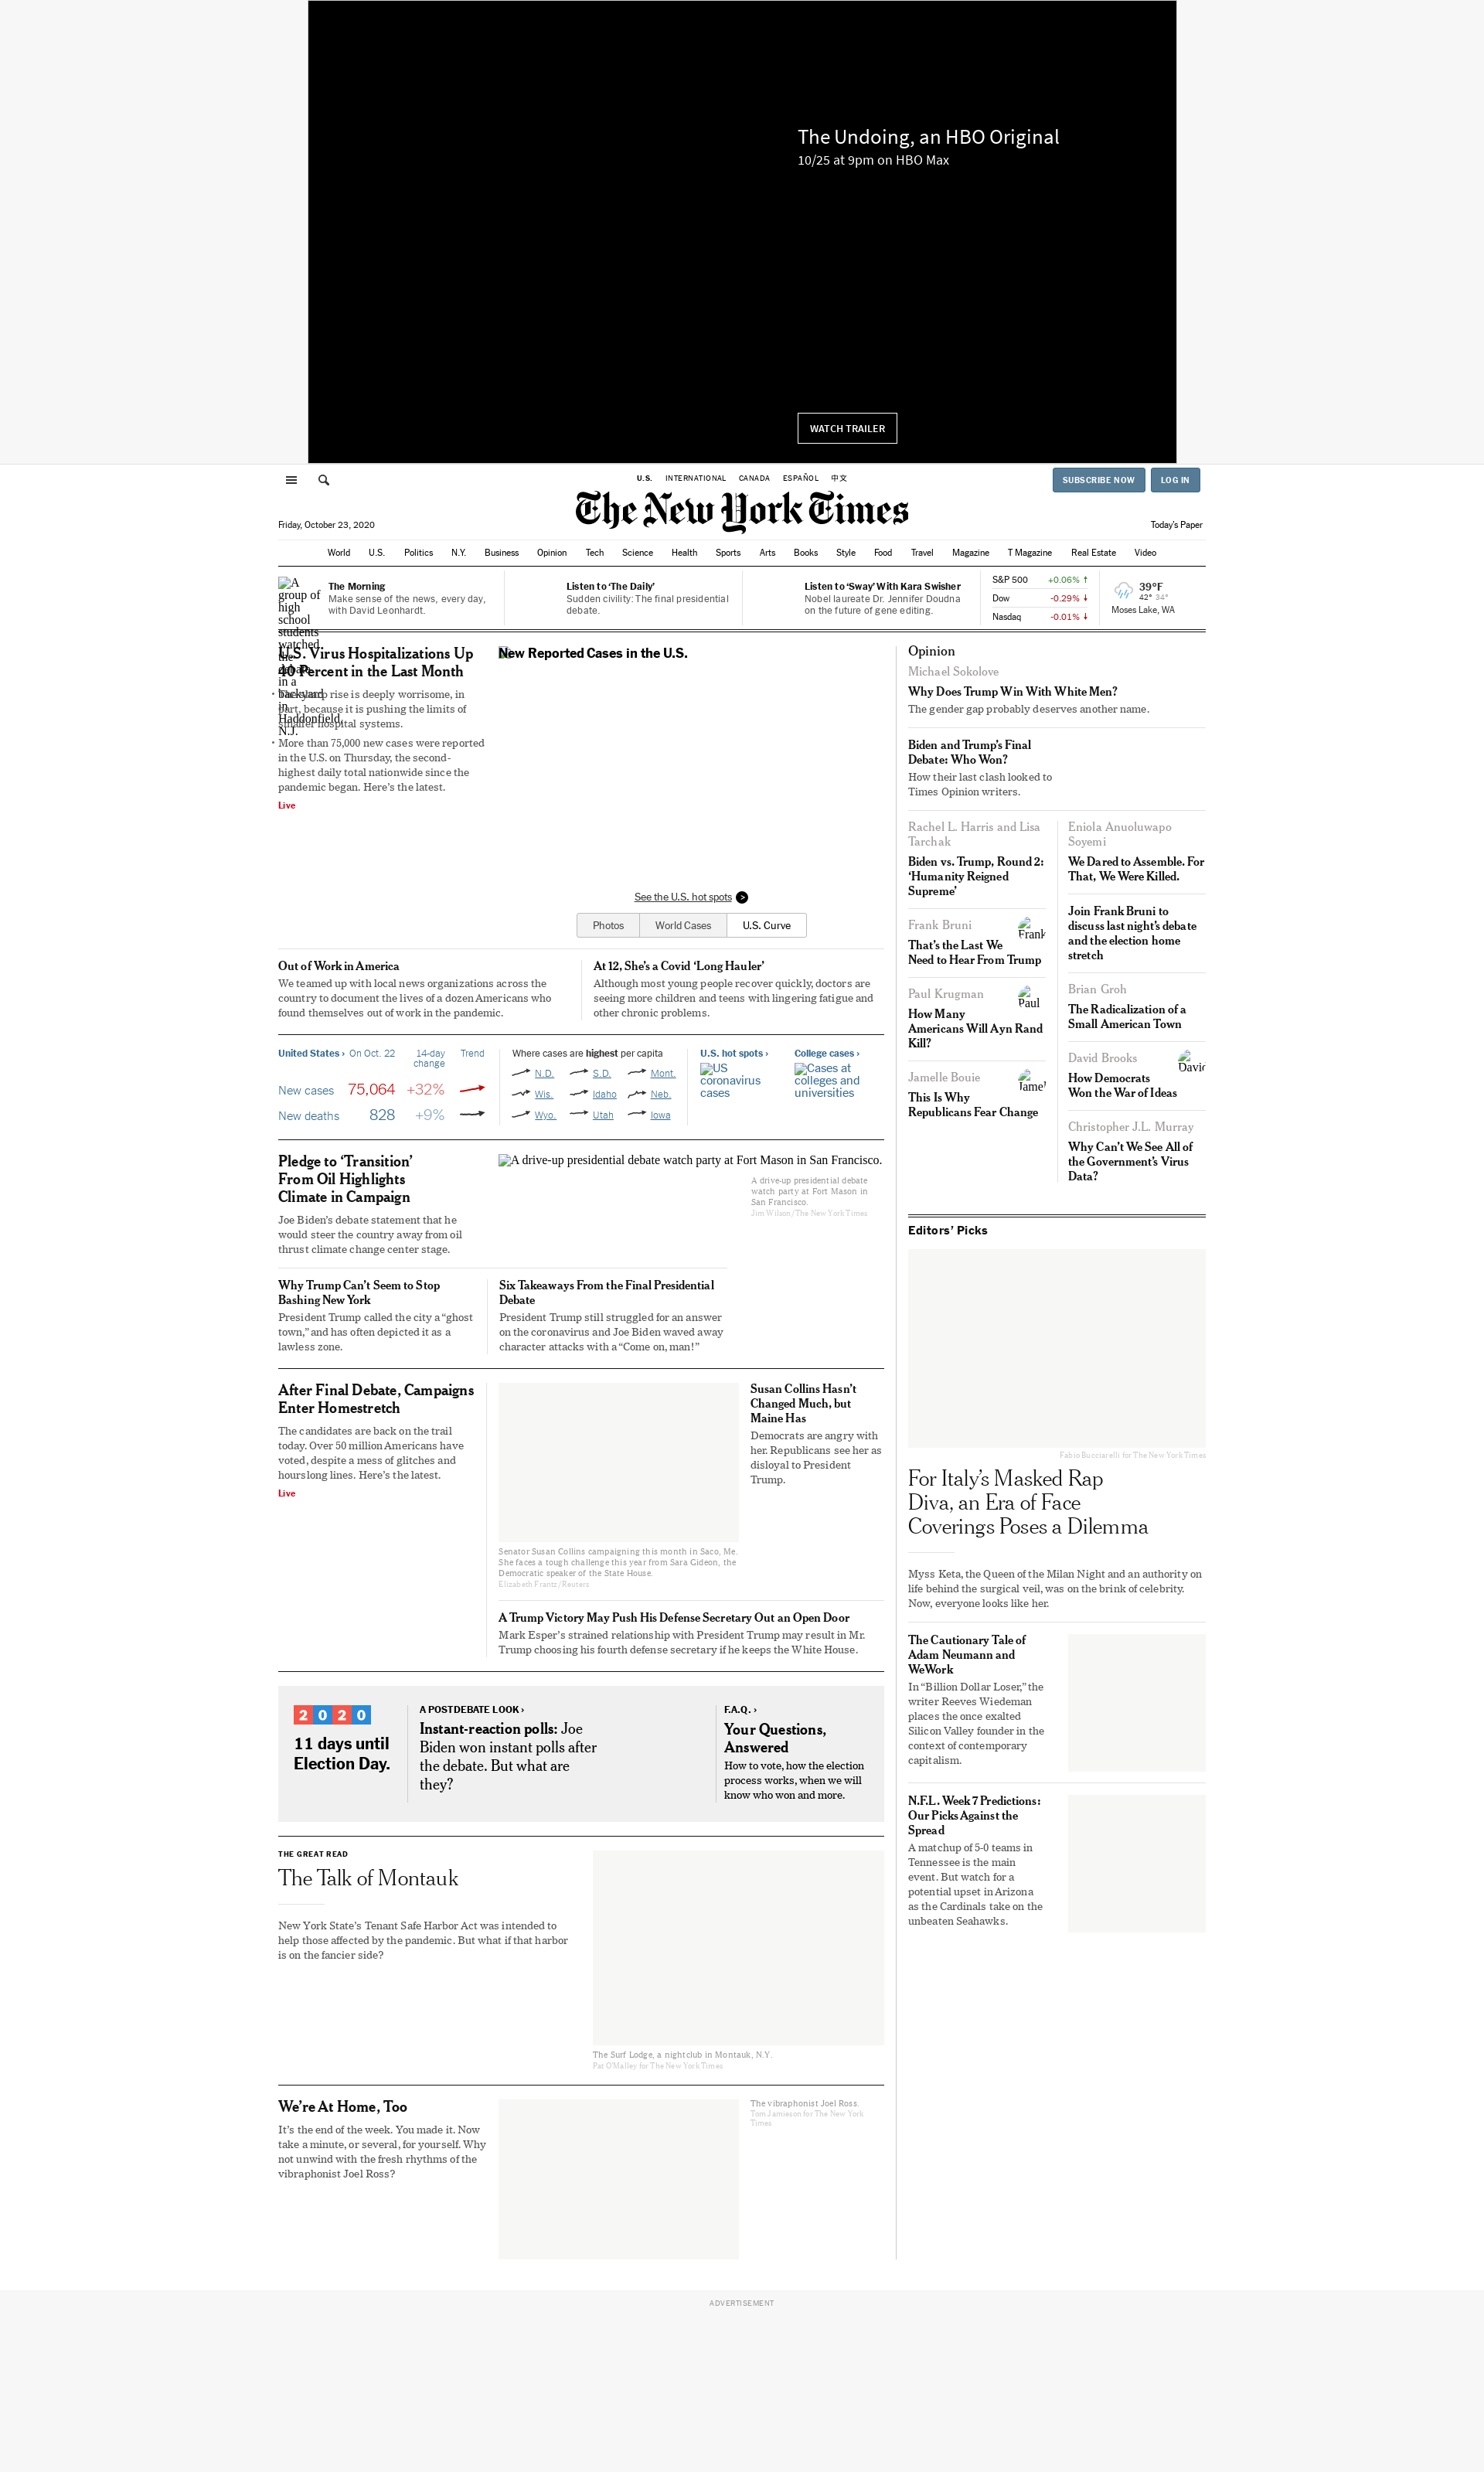 The Undoing, an HBO Original
10/25 at 9pm on HBO Max
WATCH TRAILER
U.S. INTERNATIONAL CANADA ESPAÑOL 中文
SUBSCRIBE NOW LOG IN
The New York Times
Friday, October 23, 2020
Today's Paper
World U.S. Politics N.Y. Business Opinion Tech Science Health Sports Arts Books Style Food Travel Magazine T Magazine Real Estate Video
A group of high school students watched the debate in a backyard in Haddonfield, N.J.
The Morning
Make sense of the news, every day,
with David Leonhardt.
Listen to ‘The Daily’
Sudden civility: The final presidential
debate.
Listen to ‘Sway’ With Kara Swisher
Nobel laureate Dr. Jennifer Doudna
on the future of gene editing.
S&P 500 +0.06%
Dow -0.29%
Nasdaq -0.01%
39°F
42° 34°
Moses Lake, WA
U.S. Virus Hospitalizations Up
40 Percent in the Last Month
The sharp rise is deeply worrisome, in
part, because it is pushing the limits of
smaller hospital systems.
More than 75,000 new cases were reported
in the U.S. on Thursday, the second-
highest daily total nationwide since the
pandemic began. Here’s the latest.
Live
New Reported Cases in the U.S.
See the U.S. hot spots >
Photos World Cases U.S. Curve
Out of Work in America
We teamed up with local news organizations across the
country to document the lives of a dozen Americans who
found themselves out of work in the pandemic.
At 12, She’s a Covid ‘Long Hauler’
Although most young people recover quickly, doctors are
seeing more children and teens with lingering fatigue and
other chronic problems.
United States › On Oct. 22 14-day
change Trend
New cases 75,064 +32%
New deaths 828 +9%
Where cases are highest per capita
N.D. S.D. Mont.
Wis. Idaho Neb.
Wyo. Utah Iowa
U.S. hot spots ›
US
coronavirus
cases
College cases ›
Cases at
colleges and
universities
Pledge to ‘Transition’
From Oil Highlights
Climate in Campaign
Joe Biden’s debate statement that he
would steer the country away from oil
thrust climate change center stage.
A drive-up presidential debate watch party at Fort Mason in San Francisco.
A drive-up presidential debate
watch party at Fort Mason in
San Francisco.
Jim Wilson/The New York Times
Why Trump Can’t Seem to Stop
Bashing New York
President Trump called the city a “ghost
town,” and has often depicted it as a
lawless zone.
Six Takeaways From the Final Presidential
Debate
President Trump still struggled for an answer
on the coronavirus and Joe Biden waved away
character attacks with a “Come on, man!”
After Final Debate, Campaigns
Enter Homestretch
The candidates are back on the trail
today. Over 50 million Americans have
voted, despite a mess of glitches and
hourslong lines. Here’s the latest.
Live
Senator Susan Collins campaigning this month in Saco, Me.
She faces a tough challenge this year from Sara Gideon, the
Democratic speaker of the State House.
Elizabeth Frantz/Reuters
Susan Collins Hasn’t
Changed Much, but
Maine Has
Democrats are angry with
her. Republicans see her as
disloyal to President
Trump.
A Trump Victory May Push His Defense Secretary Out an Open Door
Mark Esper’s strained relationship with President Trump may result in Mr.
Trump choosing his fourth defense secretary if he keeps the White House.
2020
11 days until
Election Day.
A POSTDEBATE LOOK ›
Instant-reaction polls: Joe
Biden won instant polls after
the debate. But what are
they?
F.A.Q. ›
Your Questions,
Answered
How to vote, how the election
process works, when we will
know who won and more.
THE GREAT READ
The Talk of Montauk
New York State’s Tenant Safe Harbor Act was intended to
help those affected by the pandemic. But what if that harbor
is on the fancier side?
The Surf Lodge, a nightclub in Montauk, N.Y.
Pat O’Malley for The New York Times
We’re At Home, Too
It’s the end of the week. You made it. Now
take a minute, or several, for yourself. Why
not unwind with the fresh rhythms of the
vibraphonist Joel Ross?
The vibraphonist Joel Ross.
Tom Jamieson for The New York
Times
Opinion
Michael Sokolove
Why Does Trump Win With White Men?
The gender gap probably deserves another name.
Biden and Trump’s Final
Debate: Who Won?
How their last clash looked to
Times Opinion writers.
Rachel L. Harris and Lisa
Tarchak
Biden vs. Trump, Round 2:
‘Humanity Reigned
Supreme’
Frank Bruni
Frank
That’s the Last We
Need to Hear From Trump
Paul Krugman
Paul
How Many
Americans Will Ayn Rand
Kill?
Jamelle Bouie
Jamel
This Is Why
Republicans Fear Change
Eniola Anuoluwapo
Soyemi
We Dared to Assemble. For
That, We Were Killed.
Join Frank Bruni to
discuss last night’s debate
and the election home
stretch
Brian Groh
The Radicalization of a
Small American Town
David Brooks
David
How Democrats
Won the War of Ideas
Christopher J.L. Murray
Why Can’t We See All of
the Government’s Virus
Data?
Editors’ Picks
Fabio Bucciarelli for The New York Times
For Italy’s Masked Rap
Diva, an Era of Face
Coverings Poses a Dilemma
Myss Keta, the Queen of the Milan Night and an authority on
life behind the surgical veil, was on the brink of celebrity.
Now, everyone looks like her.
The Cautionary Tale of
Adam Neumann and
WeWork
In “Billion Dollar Loser,” the
writer Reeves Wiedeman
places the once exalted
Silicon Valley founder in the
context of contemporary
capitalism.
N.F.L. Week 7 Predictions:
Our Picks Against the
Spread
A matchup of 5-0 teams in
Tennessee is the main
event. But watch for a
potential upset in Arizona
as the Cardinals take on the
unbeaten Seahawks.
ADVERTISEMENT